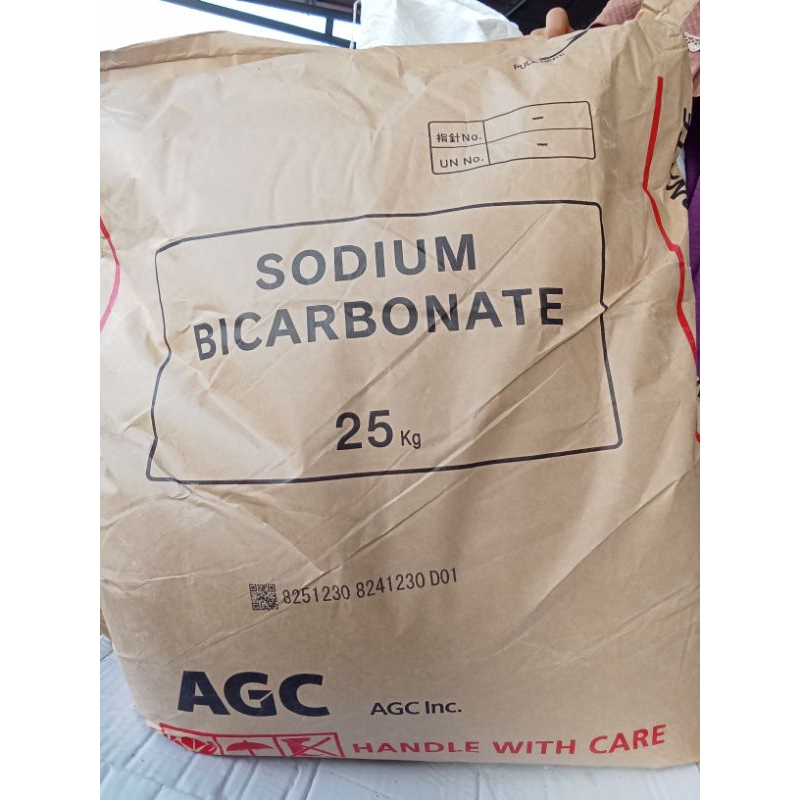 指針No. -
UN No. -
SODIUM
BICARBONATE
25 Kg
8251230 8241230 D01
AGC AGC Inc.
HANDLE WITH CARE